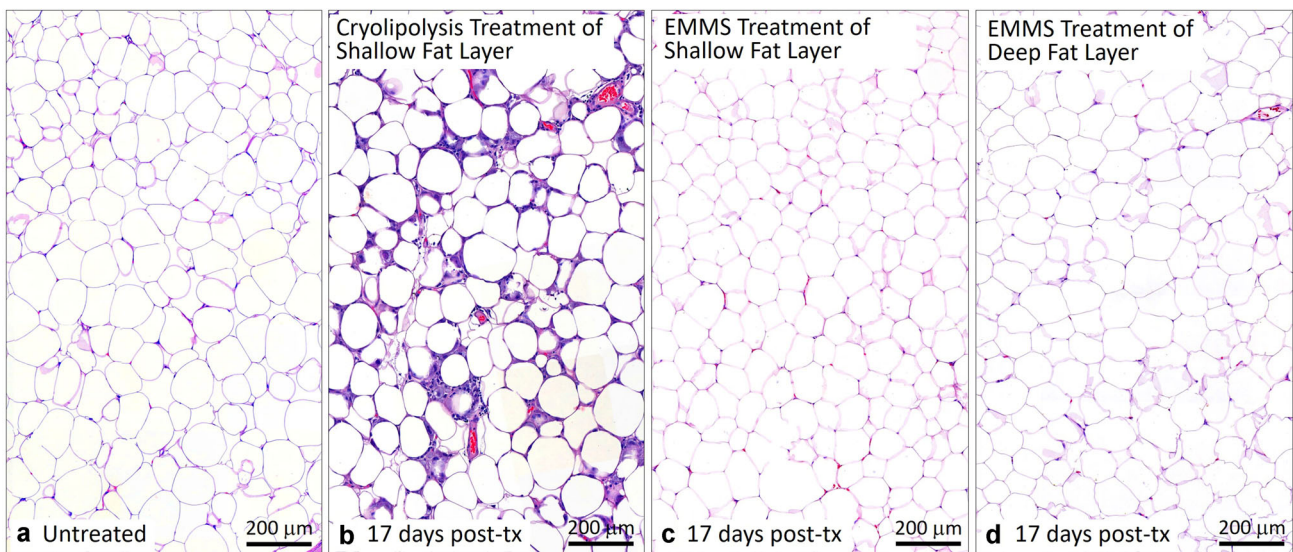 Cryolipolysis Treatment of
Shallow Fat Layer
EMMS Treatment of
Shallow Fat Layer
EMMS Treatment of
Deep Fat Layer
a Untreated
200 µm
b 17 days post-tx
200 µm
c 17 days post-tx
200 µm
d 17 days post-tx
200 µm